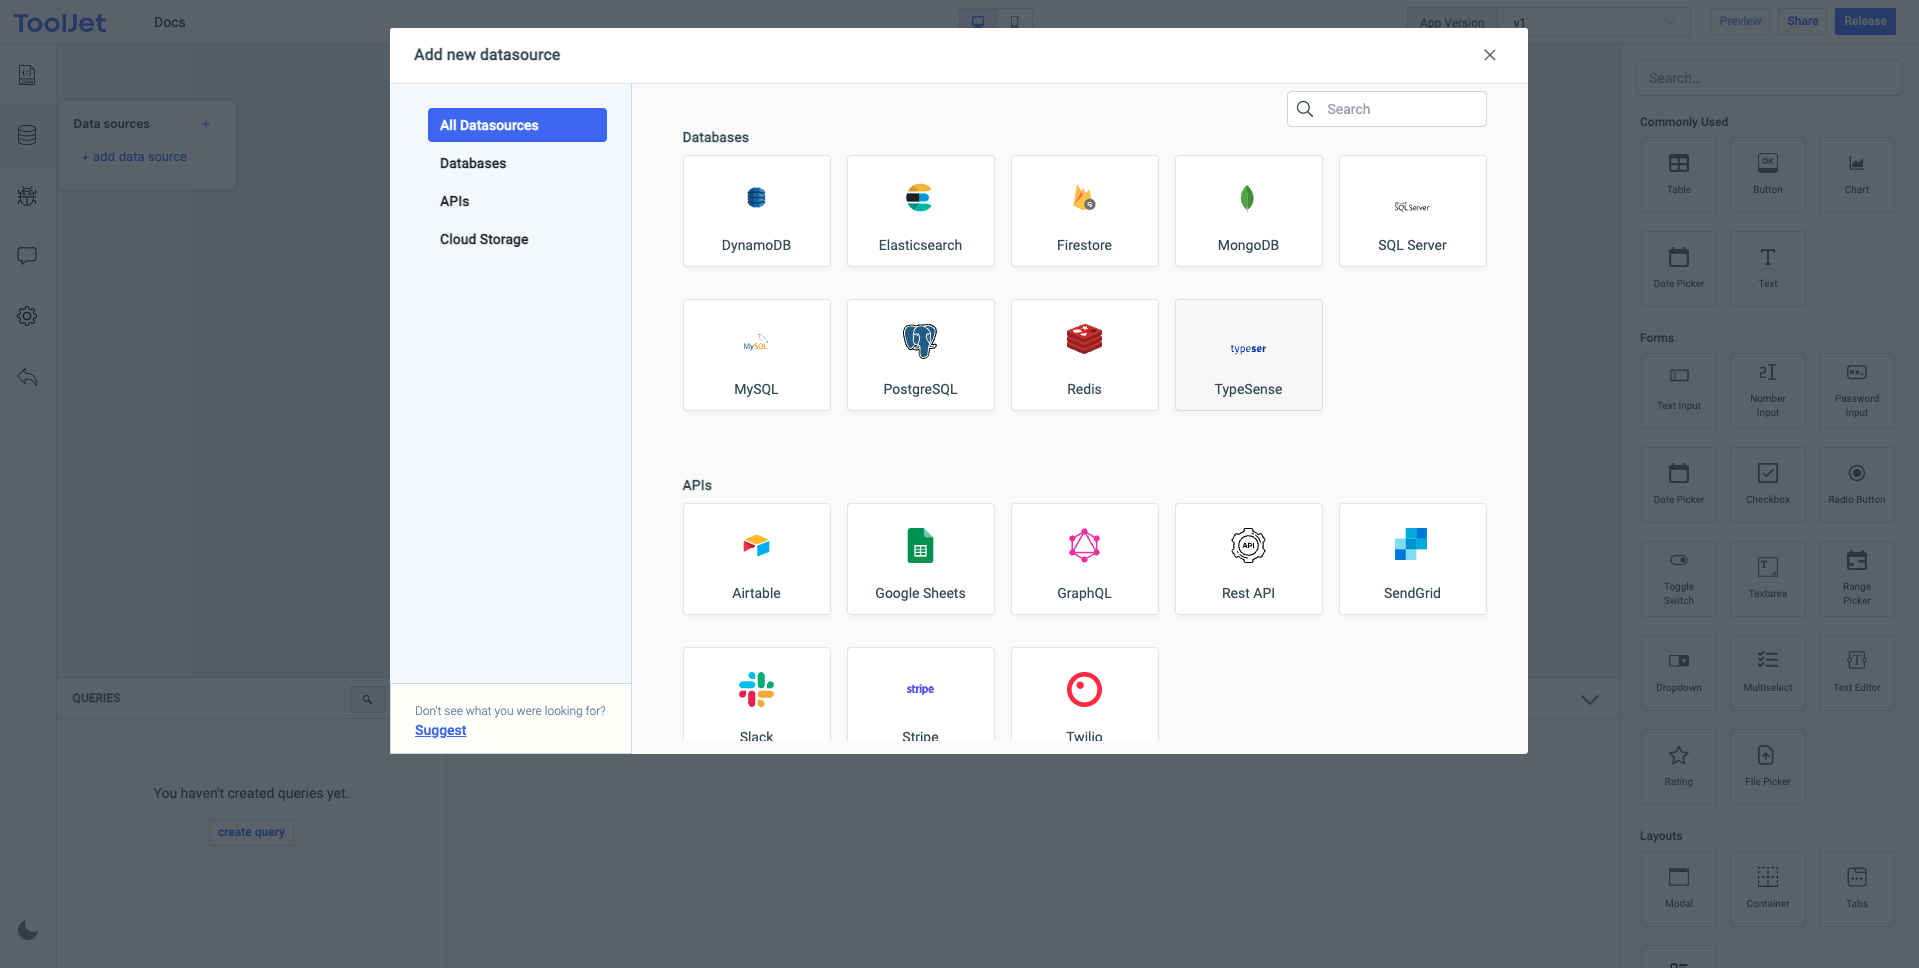 ToolJet
Docs
App Version
v1
Preview
Share
Release
Add new datasource
Search...
Data sources +
+ add data source
All Datasources
Databases
APIs
Cloud Storage
Search
Databases
DynamoDB
Elasticsearch
Firestore
MongoDB
SQL Server
SQL Server
MySQL
MySQL
PostgreSQL
Redis
typeser
TypeSense
APIs
Airtable
Google Sheets
GraphQL
API
Rest API
SendGrid
Slack
stripe
Stripe
Twilio
Don't see what you were looking for?
Suggest
QUERIES
You haven't created queries yet.
create query
Commonly Used
Table
OK
Button
Chart
Date Picker
T
Text
Forms
Text Input
Number
Input
Password
Input
Date Picker
Checkbox
Radio Button
Toggle
Switch
Textarea
Range
Picker
Dropdown
Multiselect
Text Editor
Rating
File Picker
Layouts
Modal
Container
Tabs